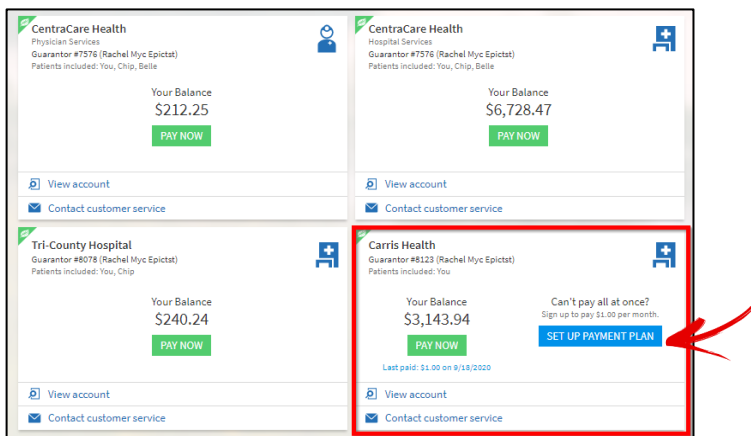 CentraCare Health
Physician Services
Guarantor #7576 (Rachel Myc Epictst)
Patients included: You, Chip, Belle
Your Balance
$212.25
PAY NOW
View account
Contact customer service
CentraCare Health
Hospital Services
Guarantor #7576 (Rachel Myc Epictst)
Patients included: You, Chip, Belle
Your Balance
$6,728.47
PAY NOW
View account
Contact customer service
Tri-County Hospital
Guarantor #8078 (Rachel Myc Epictst)
Patients included: You, Chip
Your Balance
$240.24
PAY NOW
View account
Contact customer service
Carris Health
Guarantor #8123 (Rachel Myc Epictst)
Patients included: You
Your Balance
$3,143.94
PAY NOW
Last paid: $1.00 on 9/18/2020
Can't pay all at once?
Sign up to pay $1.00 per month.
SET UP PAYMENT PLAN
View account
Contact customer service